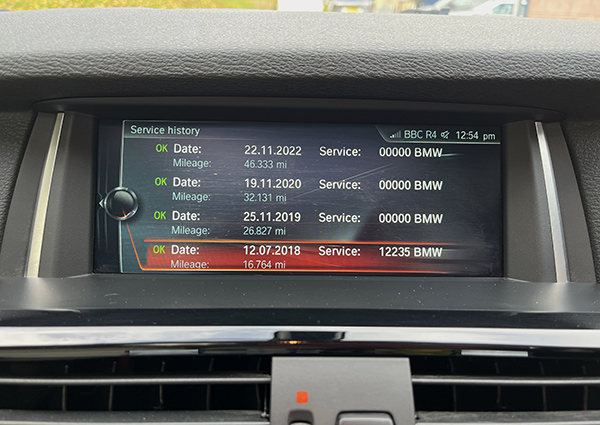 Service history BBC R4 12:54 pm
OK Date: 22.11.2022 Service: 00000 BMW
Mileage: 46.333 mi
OK Date: 19.11.2020 Service: 00000 BMW
Mileage: 32.131 mi
OK Date: 25.11.2019 Service: 00000 BMW
Mileage: 26.827 mi
OK Date: 12.07.2018 Service: 12235 BMW
Mileage: 16.764 mi